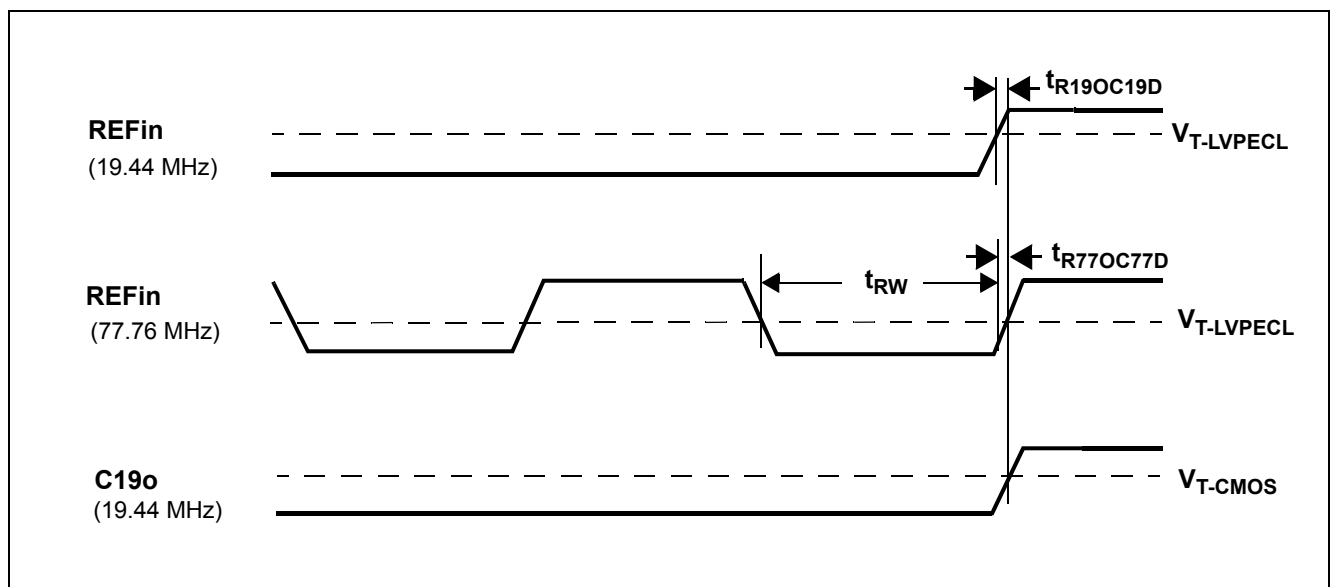 tR19OC19D
REFin
(19.44 MHz)
VT-LVPECL
tR77OC77D
REFin
(77.76 MHz)
tRW
VT-LVPECL
C19o
(19.44 MHz)
VT-CMOS